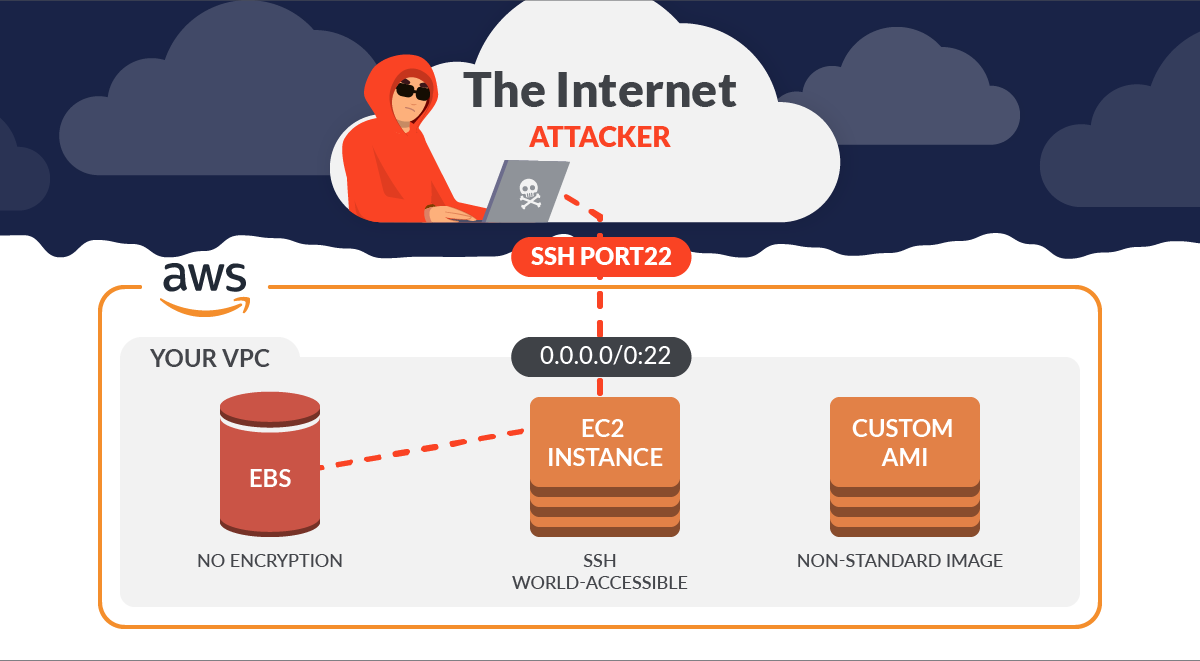 The Internet
ATTACKER
SSH PORT22
aws
0.0.0.0/0:22
YOUR VPC
EBS
EC2
INSTANCE
CUSTOM
AMI
NO ENCRYPTION
SSH
WORLD-ACCESSIBLE
NON-STANDARD IMAGE